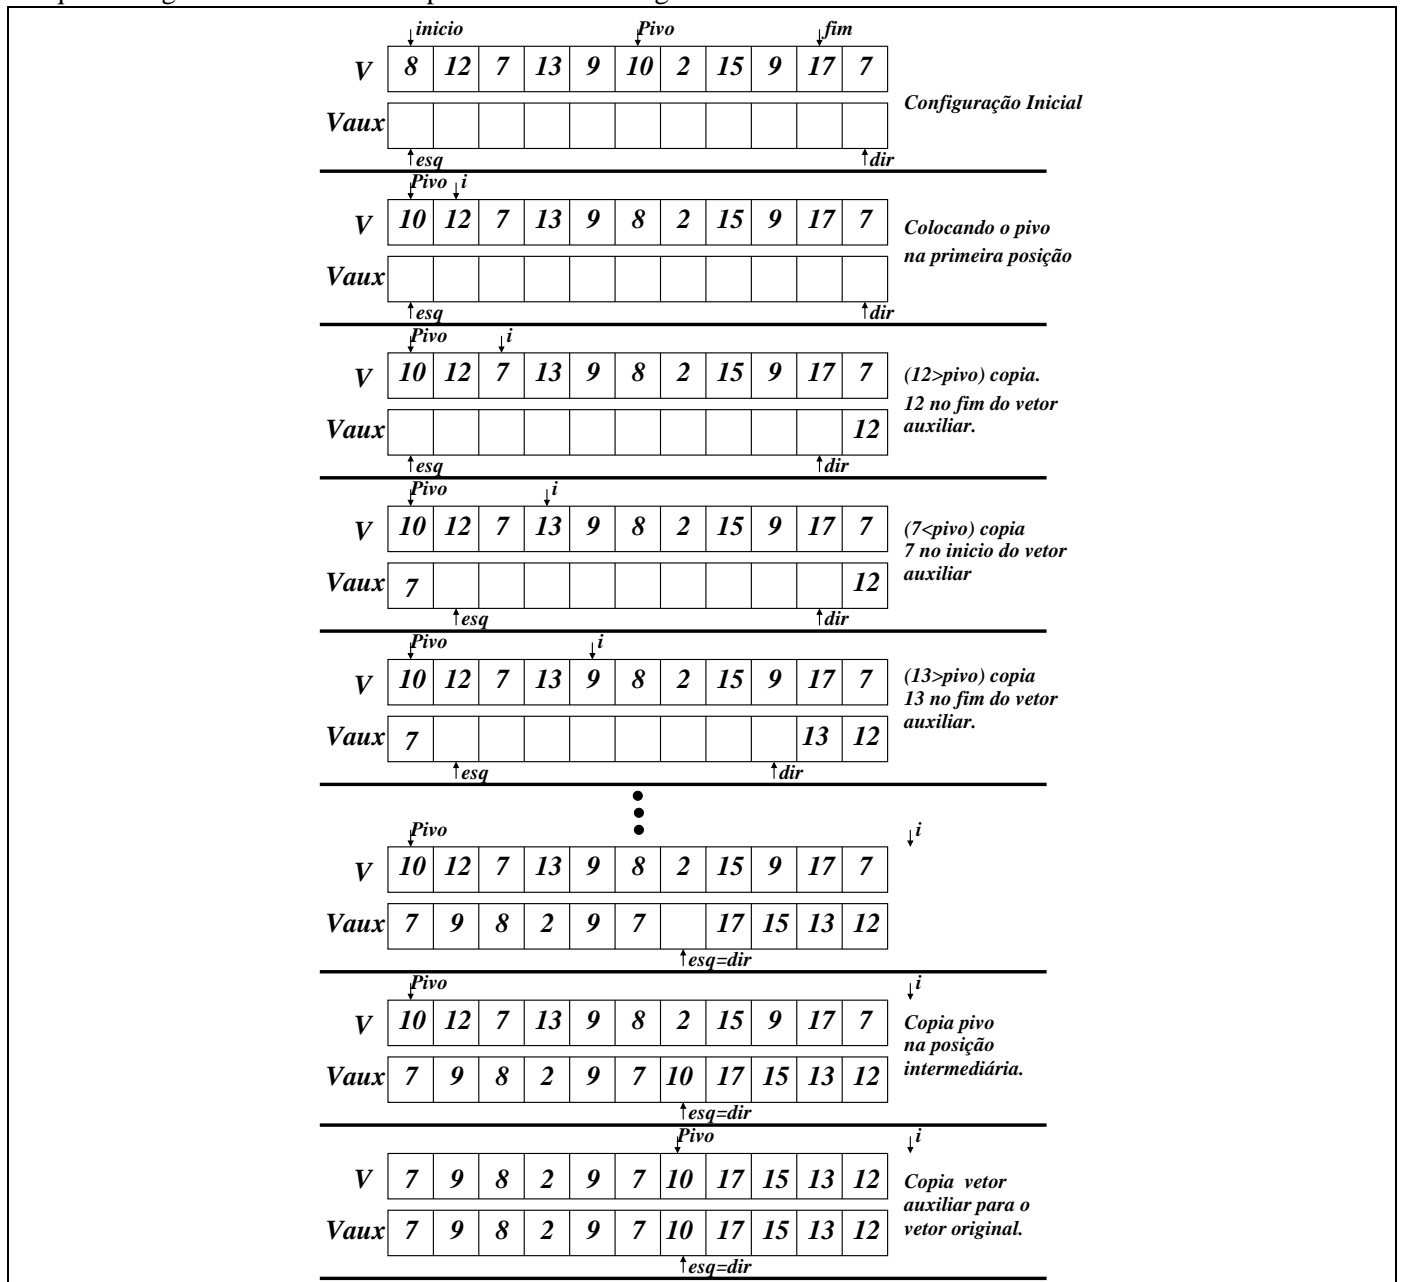 inicio Pivo fim
V 8 12 7 13 9 10 2 15 9 17 7
Configuração Inicial
Vaux
esq dir
Pivo i
V 10 12 7 13 9 8 2 15 9 17 7
Colocando o pivo
na primeira posição
Vaux
esq dir
Pivo i
V 10 12 7 13 9 8 2 15 9 17 7
(12>pivo) copia.
12 no fim do vetor
auxiliar.
Vaux 12
esq dir
Pivo i
V 10 12 7 13 9 8 2 15 9 17 7
(7<pivo) copia
7 no inicio do vetor
auxiliar
Vaux 7 12
esq dir
Pivo i
V 10 12 7 13 9 8 2 15 9 17 7
(13>pivo) copia
13 no fim do vetor
auxiliar.
Vaux 7 13 12
esq dir
Pivo i
V 10 12 7 13 9 8 2 15 9 17 7
Vaux 7 9 8 2 9 7 17 15 13 12
esq=dir
Pivo i
V 10 12 7 13 9 8 2 15 9 17 7
Copia pivo
na posição
intermediária.
Vaux 7 9 8 2 9 7 10 17 15 13 12
esq=dir
Pivo i
V 7 9 8 2 9 7 10 17 15 13 12
Copia vetor
auxiliar para o
vetor original.
Vaux 7 9 8 2 9 7 10 17 15 13 12
esq=dir